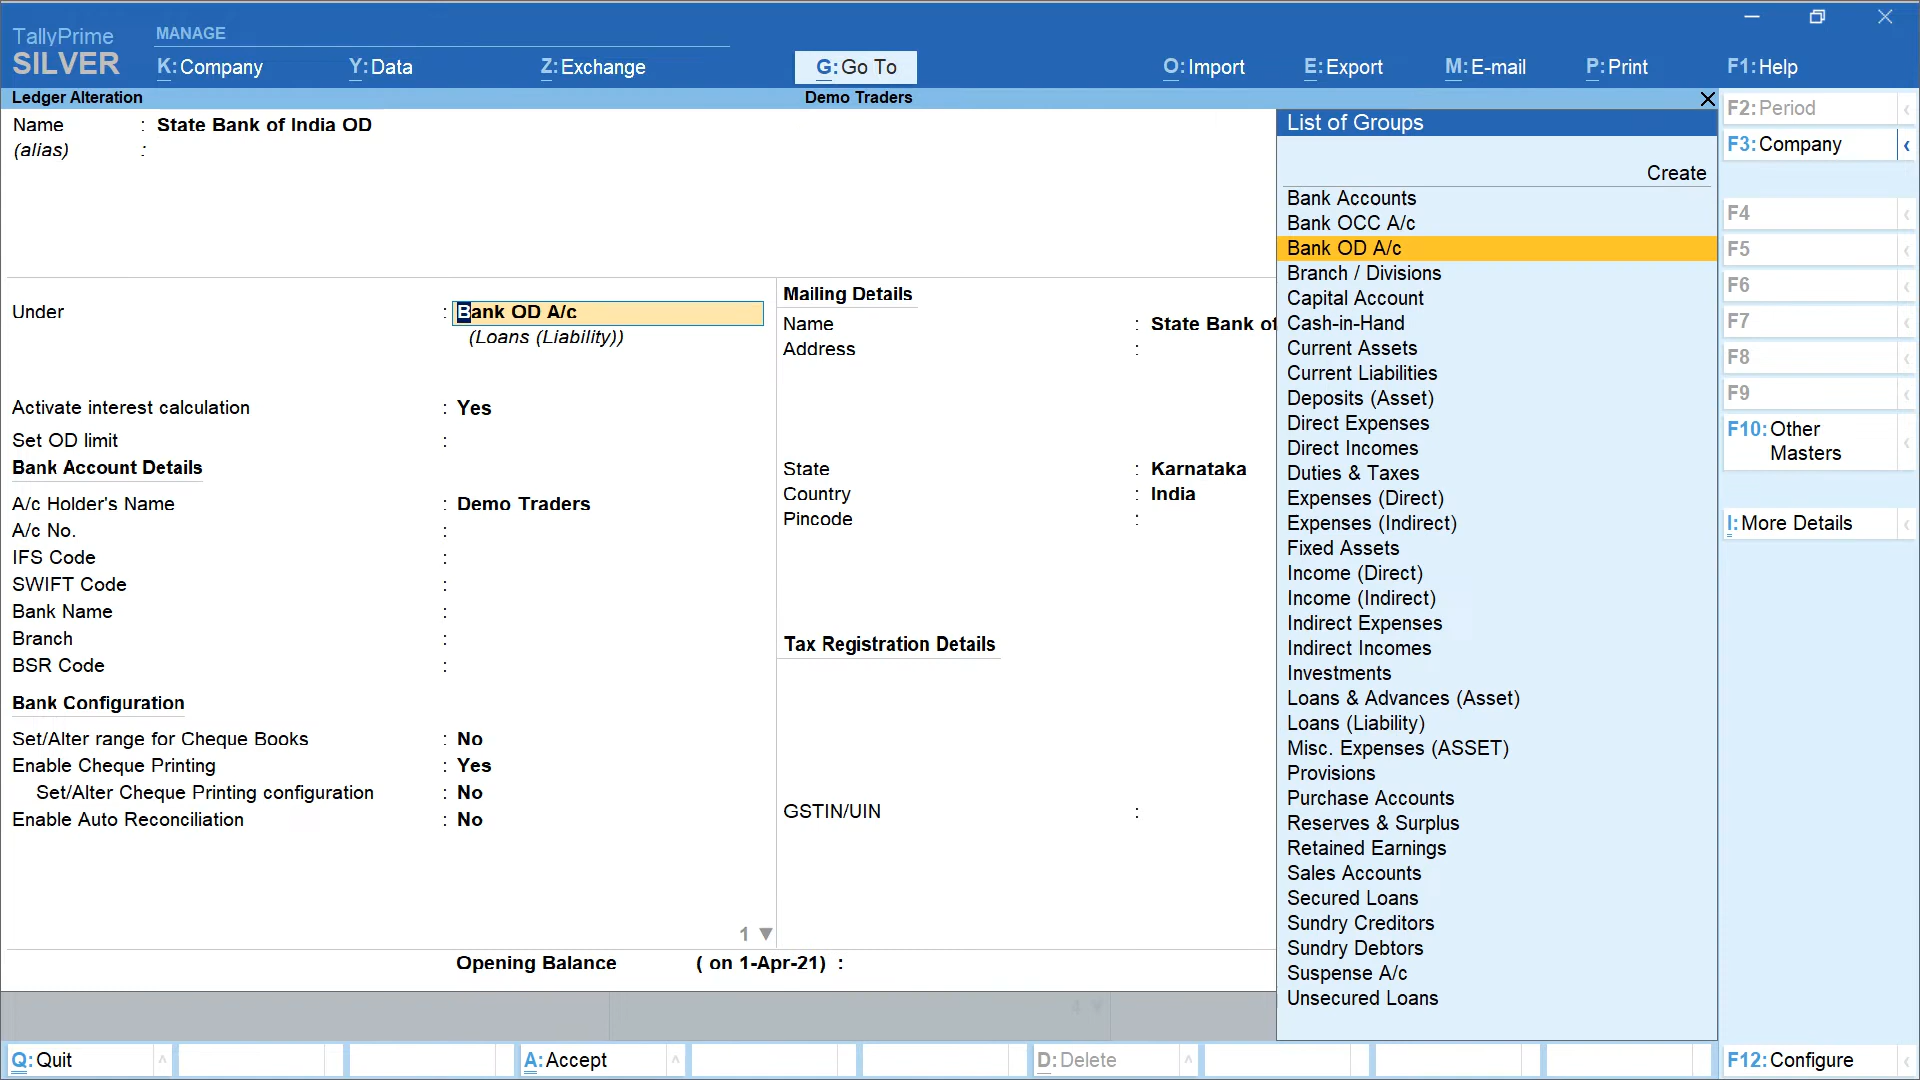 TallyPrime
SILVER
MANAGE
K:Company
Y:Data
Z:Exchange
G:Go To
O:Import
E:Export
M:E-mail
P:Print
F1:Help
Ledger Alteration
Demo Traders
Name : State Bank of India OD
(alias) :
Under : Bank OD A/c
(Loans (Liability))
Activate interest calculation : Yes
Set OD limit :
Bank Account Details
A/c Holder's Name : Demo Traders
A/c No. :
IFS Code :
SWIFT Code :
Bank Name :
Branch :
BSR Code :
Bank Configuration
Set/Alter range for Cheque Books : No
Enable Cheque Printing : Yes
Set/Alter Cheque Printing configuration : No
Enable Auto Reconciliation : No
1
Mailing Details
Name : State Bank of
Address :
State : Karnataka
Country : India
Pincode :
Tax Registration Details
GSTIN/UIN :
Opening Balance ( on 1-Apr-21) :
4
List of Groups
Create
Bank Accounts
Bank OCC A/c
Bank OD A/c
Branch / Divisions
Capital Account
Cash-in-Hand
Current Assets
Current Liabilities
Deposits (Asset)
Direct Expenses
Direct Incomes
Duties & Taxes
Expenses (Direct)
Expenses (Indirect)
Fixed Assets
Income (Direct)
Income (Indirect)
Indirect Expenses
Indirect Incomes
Investments
Loans & Advances (Asset)
Loans (Liability)
Misc. Expenses (ASSET)
Provisions
Purchase Accounts
Reserves & Surplus
Retained Earnings
Sales Accounts
Secured Loans
Sundry Creditors
Sundry Debtors
Suspense A/c
Unsecured Loans
F2:Period
F3:Company
F4
F5
F6
F7
F8
F9
F10:Other
Masters
I:More Details
Q:Quit
A:Accept
D:Delete
F12:Configure